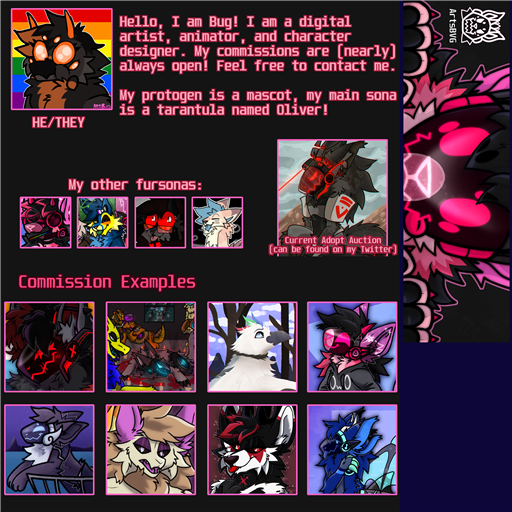 Hello, I am Bug! I am a digital
artist, animator, and character
designer. My commissions are (nearly)
always open! Feel free to contact me.
My protogen is a mascot, my main sona
is a tarantula named Oliver!
HE/THEY
My other fursonas:
Current Adopt Auction
(can be found on my Twitter)
Commission Examples
ArtsBVG